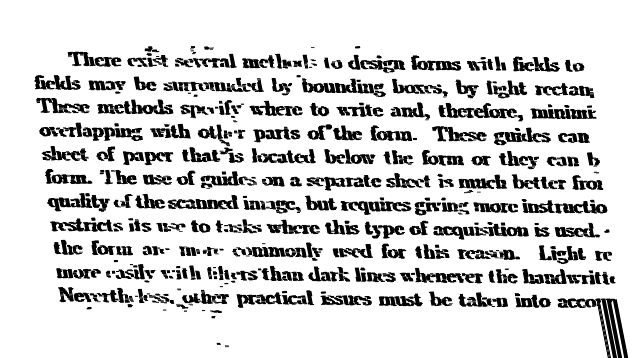 There exist several methods to design forms with fields to
fields may be surrounded by bounding boxes, by light rectan
These methods specify where to write and, therefore, minimi
overlapping with other parts of the form. These guides can
sheet of paper that is located below the form or they can b
form. The use of guides on a separate sheet is much better fro
quality of the scanned image, but requires giving more instructio
restricts its use to tasks where this type of acquisition is used.
the form are more commonly used for this reason. Light re
more easily with filters than dark lines whenever the handwritte
Nevertheless, other practical issues must be taken into accou